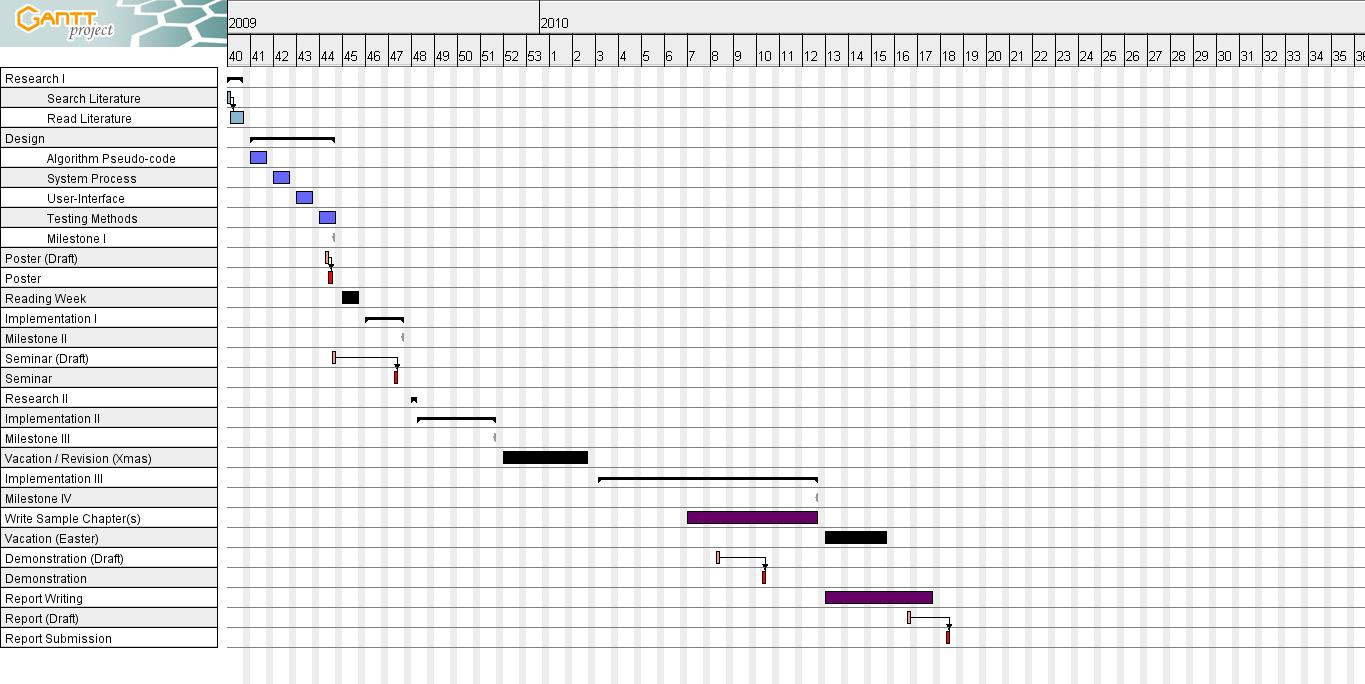 GANTT
project
2009 2010
40 41 42 43 44 45 46 47 48 49 50 51 52 53 1 2 3 4 5 6 7 8 9 10 11 12 13 14 15 16 17 18 19 20 21 22 23 24 25 26 27 28 29 30 31 32 33 34 35 36
Research I
Search Literature
Read Literature
Design
Algorithm Pseudo-code
System Process
User-Interface
Testing Methods
Milestone I
Poster (Draft)
Poster
Reading Week
Implementation I
Milestone II
Seminar (Draft)
Seminar
Research II
Implementation II
Milestone III
Vacation / Revision (Xmas)
Implementation III
Milestone IV
Write Sample Chapter(s)
Vacation (Easter)
Demonstration (Draft)
Demonstration
Report Writing
Report (Draft)
Report Submission